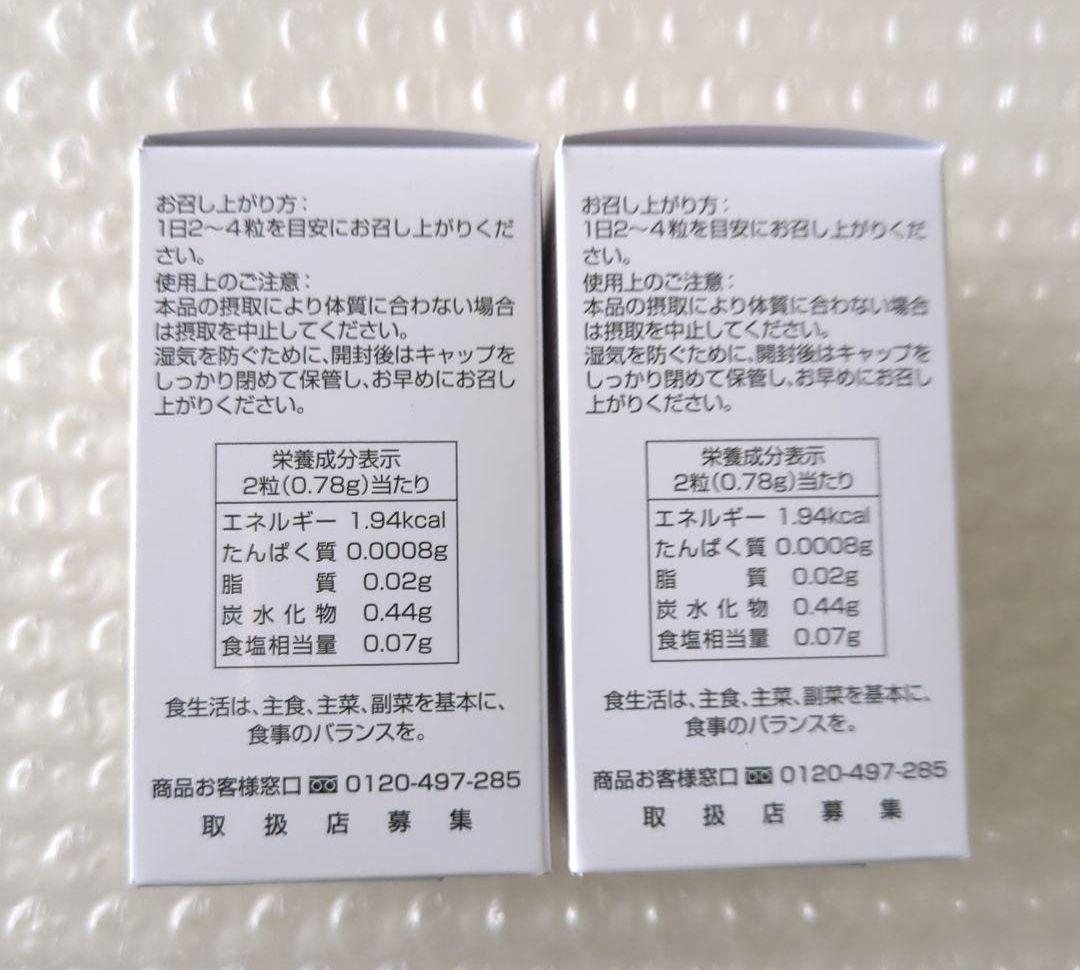 お召し上がり方：
1日2～4粒を目安にお召し上がりくだ
さい。
使用上のご注意：
本品の摂取により体質に合わない場合
は摂取を中止してください。
湿気を防ぐために、開封後はキャップを
しっかり閉めて保管し、お早めにお召し
上がりください。
栄養成分表示
2粒(0.78g)当たり
エネルギー 1.94kcal
たんぱく質 0.0008g
脂質 0.02g
炭水化物 0.44g
食塩相当量 0.07g
食生活は、主食、主菜、副菜を基本に、
食事のバランスを。
商品お客様窓口 0120-497-285
取扱店募集
お召し上がり方：
1日2～4粒を目安にお召し上がりくだ
さい。
使用上のご注意：
本品の摂取により体質に合わない場合
は摂取を中止してください。
湿気を防ぐために、開封後はキャップを
しっかり閉めて保管し、お早めにお召し
上がりください。
栄養成分表示
2粒(0.78g)当たり
エネルギー 1.94kcal
たんぱく質 0.0008g
脂質 0.02g
炭水化物 0.44g
食塩相当量 0.07g
食生活は、主食、主菜、副菜を基本に、
食事のバランスを。
商品お客様窓口 0120-497-285
取扱店募集